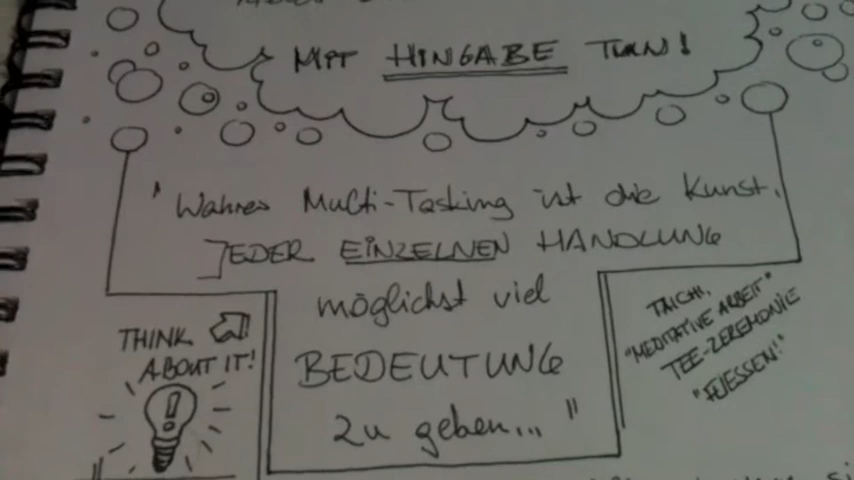 MIT HINGABE TUN!
"Wahres Multi-Tasking ist die Kunst,
JEDER EINZELNEN HANDLUNG
möglichst viel
BEDEUTUNG
zu geben..."
THINK
ABOUT IT!
TAICHI,
"MEDITATIVE ARBEIT"
TEE-ZEREMONIE
"FLIESSEN!"